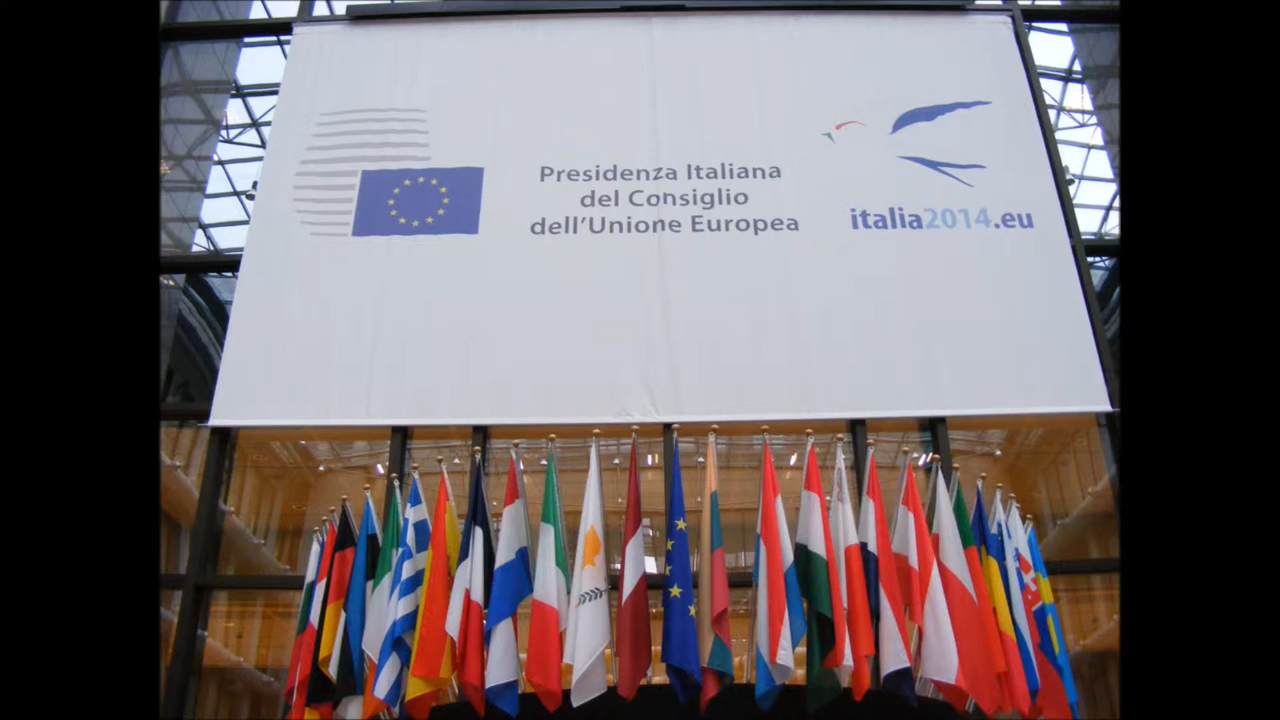 Presidenza Italiana
del Consiglio
dell'Unione Europea
italia2014.eu